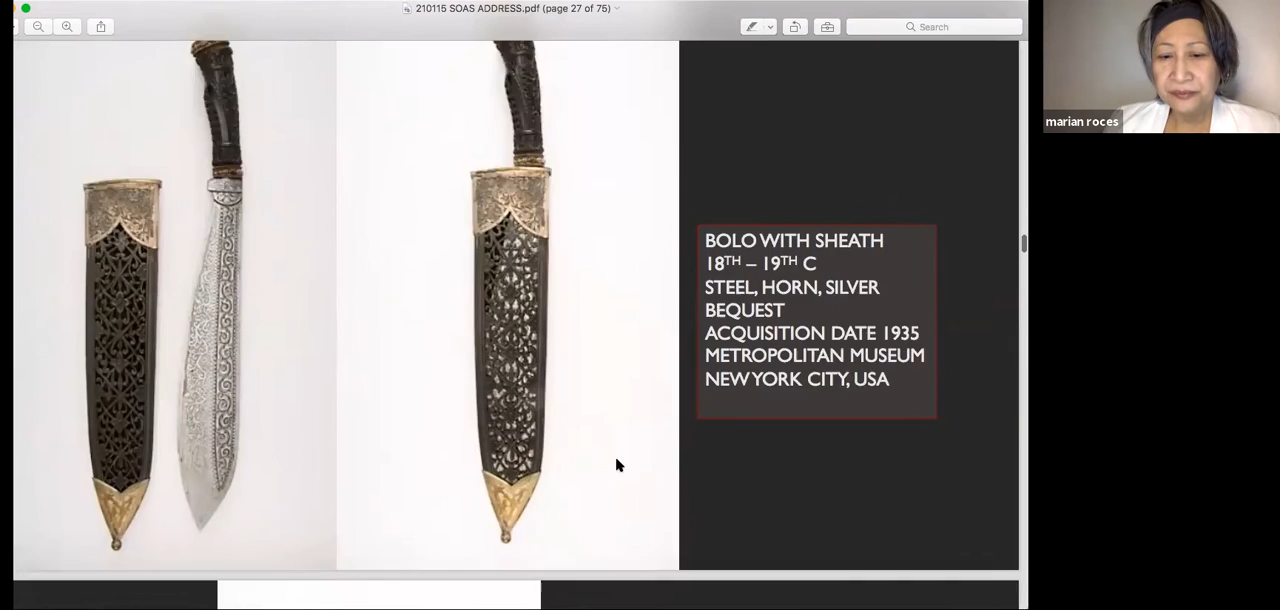 210115 SOAS ADDRESS.pdf (page 27 of 75)
Search
marian roces
BOLO WITH SHEATH
18TH – 19TH C
STEEL, HORN, SILVER
BEQUEST
ACQUISITION DATE 1935
METROPOLITAN MUSEUM
NEW YORK CITY, USA